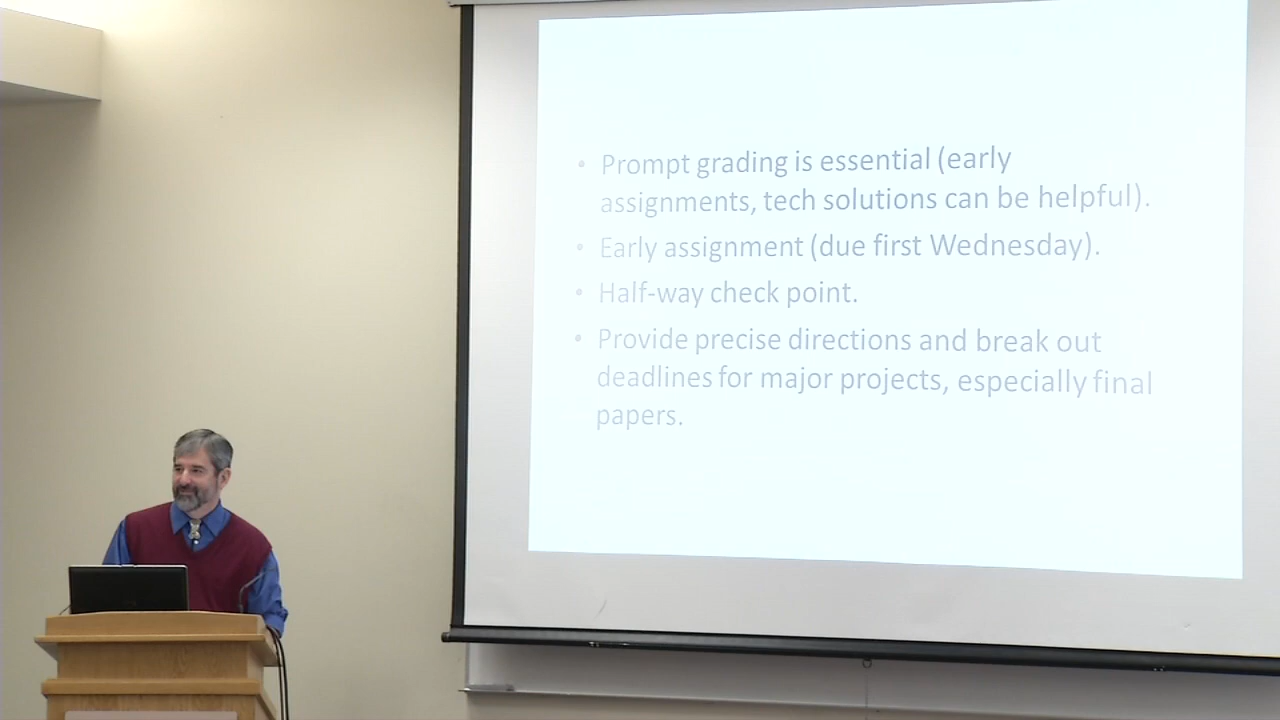 • Prompt grading is essential (early
assignments, tech solutions can be helpful).
• Early assignment (due first Wednesday).
• Half-way check point.
• Provide precise directions and break out
deadlines for major projects, especially final
papers.